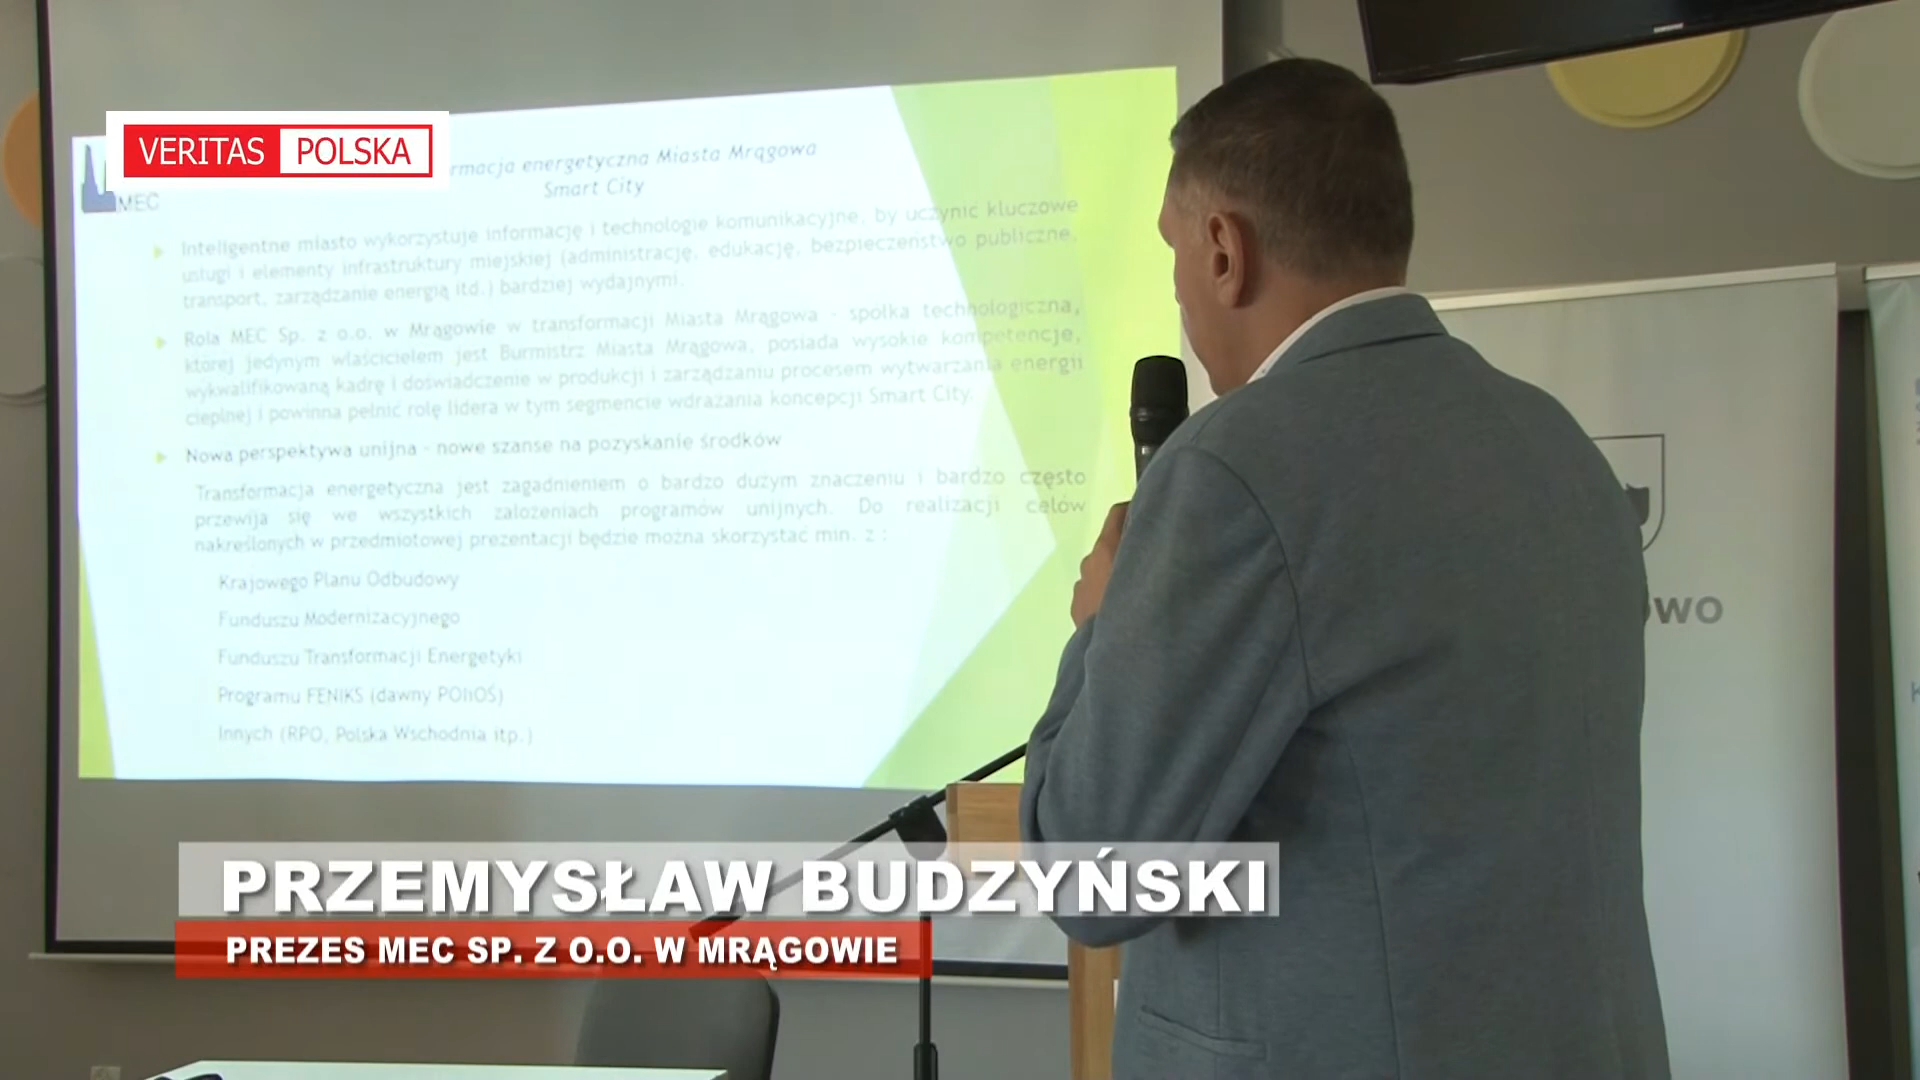 VERITAS POLSKA
rmacja energetyczna Miasta Mrągowa
Smart City
MEC
Inteligentne miasto wykorzystuje informację i technologie komunikacyjne, by uczynić kluczowe
usługi i elementy infrastruktury miejskiej (administrację, edukację, bezpieczeństwo publiczne,
transport, zarządzanie energią itd.) bardziej wydajnymi.
Rola MEC Sp. z o.o. w Mrągowie w transformacji Miasta Mrągowa - spółka technologiczna,
której jedynym właścicielem jest Burmistrz Miasta Mrągowa, posiada wysokie kompetencje,
wykwalifikowaną kadrę i doświadczenie w produkcji i zarządzaniu procesem wytwarzania energii
cieplnej i powinna pełnić rolę lidera w tym segmencie wdrażania koncepcji Smart City.
Nowa perspektywa unijna - nowe szanse na pozyskanie środków
Transformacja energetyczna jest zagadnieniem o bardzo dużym znaczeniu i bardzo często
przewija się we wszystkich założeniach programów unijnych. Do realizacji celów
nakreślonych w przedmiotowej prezentacji będzie można skorzystać min. z :
Krajowego Planu Odbudowy
Funduszu Modernizacyjnego
Funduszu Transformacji Energetyki
Programu FENIKS (dawny POIiOŚ)
Innych (RPO, Polska Wschodnia itp.)
OWO
PRZEMYSŁAW BUDZYŃSKI
PREZES MEC SP. Z O.O. W MRĄGOWIE